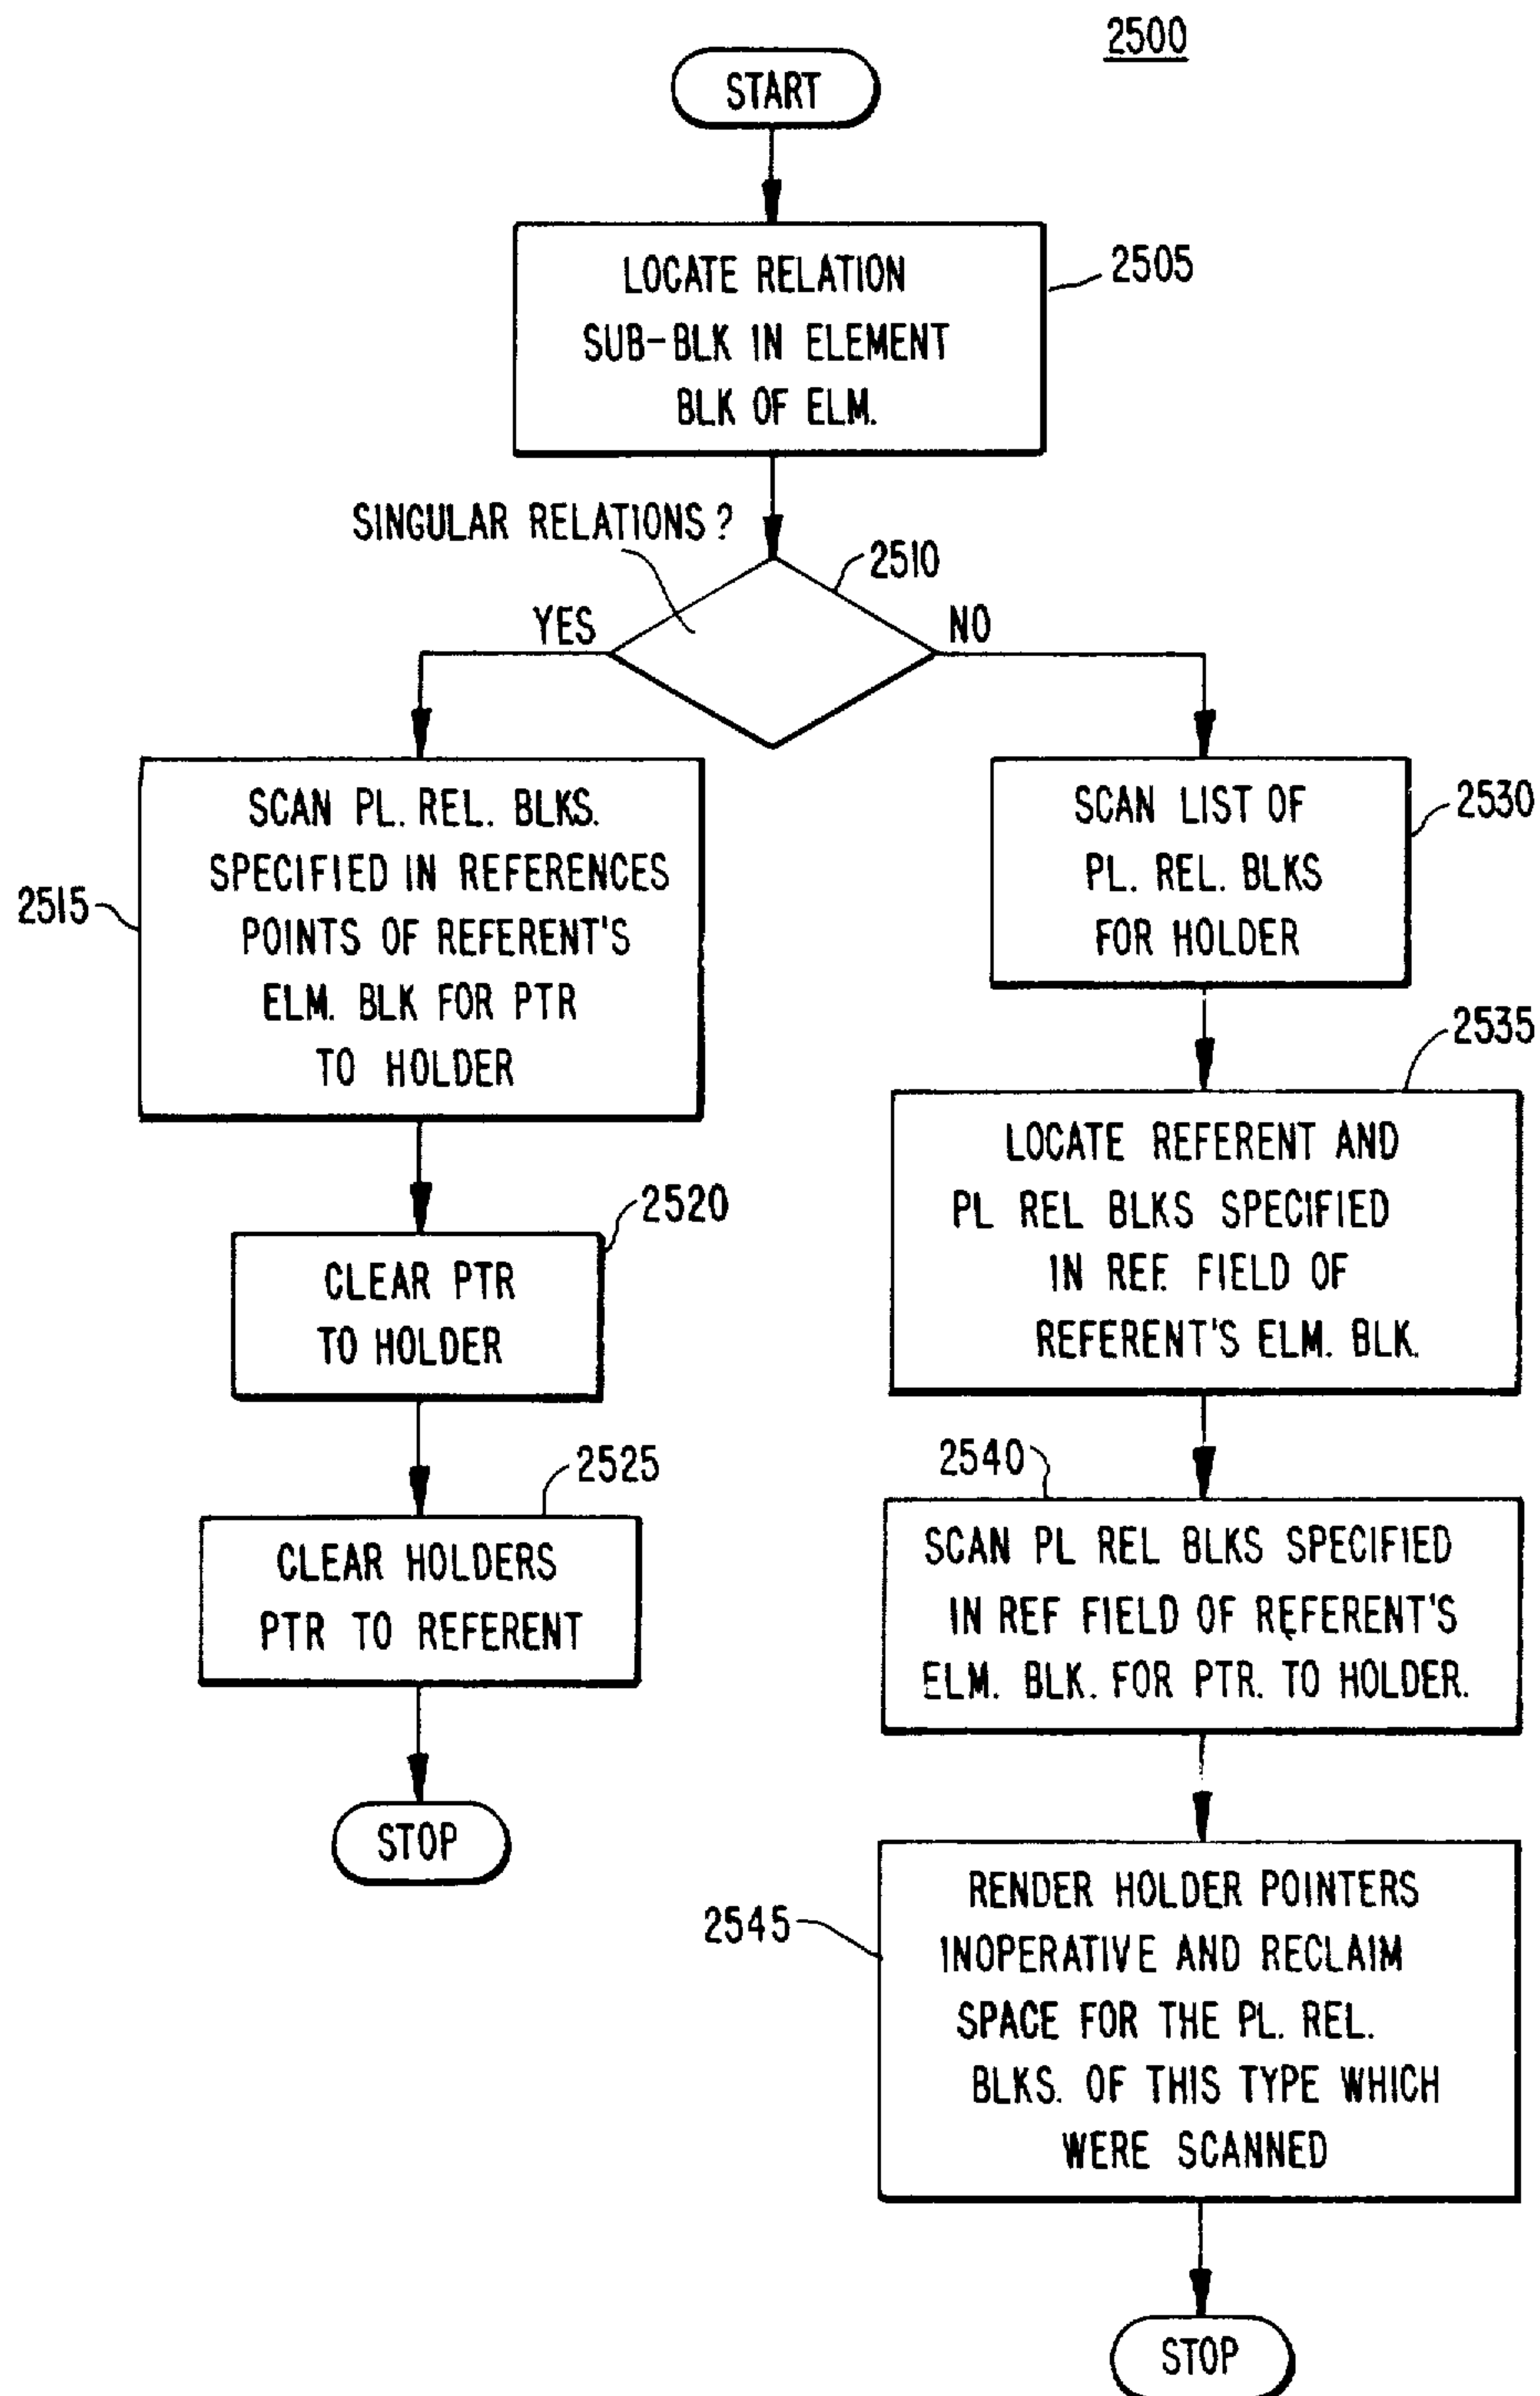 2500
START
LOCATE RELATION
SUB-BLK IN ELEMENT
BLK OF ELM.
2505
SINGULAR RELATIONS?
2510
YES
NO
SCAN PL. REL. BLKS.
SPECIFIED IN REFERENCES
POINTS OF REFERENT'S
ELM. BLK FOR PTR
TO HOLDER
2515
CLEAR PTR
TO HOLDER
2520
CLEAR HOLDERS
PTR TO REFERENT
2525
STOP
SCAN LIST OF
PL. REL. BLKS
FOR HOLDER
2530
LOCATE REFERENT AND
PL REL BLKS SPECIFIED
IN REF. FIELD OF
REFERENT'S ELM. BLK.
2535
SCAN PL REL BLKS SPECIFIED
IN REF FIELD OF REFERENT'S
ELM. BLK. FOR PTR. TO HOLDER.
2540
RENDER HOLDER POINTERS
INOPERATIVE AND RECLAIM
SPACE FOR THE PL. REL.
BLKS. OF THIS TYPE WHICH
WERE SCANNED
2545
STOP